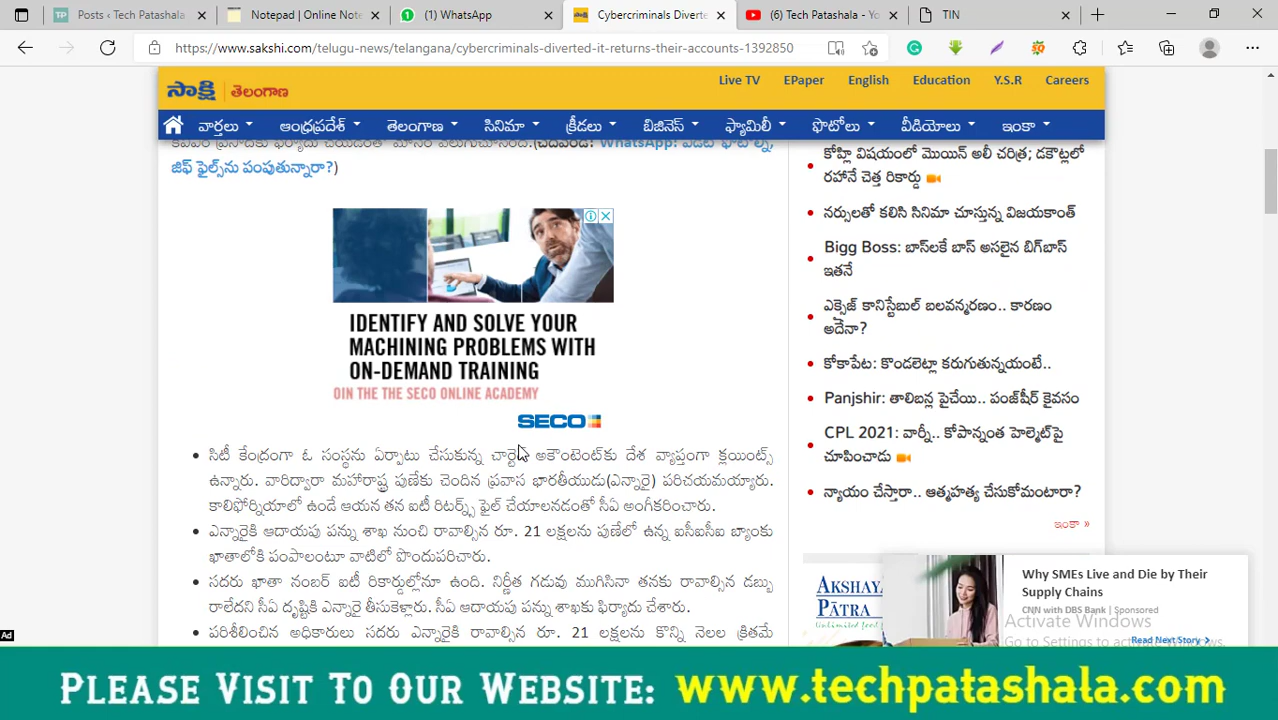 Posts ‹ Tech Patashala
Notepad | Online Note
(1) WhatsApp
Cybercriminals Diverte
(6) Tech Patashala - Yo
TIN
https://www.sakshi.com/telugu-news/telangana/cybercriminals-diverted-it-returns-their-accounts-1392850
సాక్షి | తెలంగాణ
Live TV EPaper English Education Y.S.R Careers
వార్తలు ఆంధ్రప్రదేశ్ తెలంగాణ సినిమా క్రీడలు బిజినెస్ ఫ్యామిలీ ఫొటోలు వీడియోలు ఇంకా
జిఫ్ ఫైల్స్‌ను పంపుతున్నారా?)
IDENTIFY AND SOLVE YOUR
MACHINING PROBLEMS WITH
ON-DEMAND TRAINING
OIN THE THE SECO ONLINE ACADEMY
SECO
సిటీ కేంద్రంగా ఓ సంస్థను ఏర్పాటు చేసుకున్న చార్టెడ్ అకౌంటెంట్‌కు దేశ వ్యాప్తంగా క్లయింట్స్
ఉన్నారు. వారిద్వారా మహారాష్ట్ర పుణేకు చెందిన ప్రవాస భారతీయుడు(ఎన్నారై) పరిచయమయ్యారు.
కాలిఫోర్నియాలో ఉండే ఆయన తన ఐటీ రిటర్న్స్ ఫైల్ చేయాలనడంతో సీఏ అంగీకరించారు.
ఎన్నారైకి ఆదాయపు పన్ను శాఖ నుంచి రావాల్సిన రూ. 21 లక్షలను పుణేలో ఉన్న ఐసీఐసీఐ బ్యాంకు
ఖాతాలోకి పంపాలంటూ వాటిలో పొందుపరిచారు.
సదరు ఖాతా నంబర్ ఐటీ రికార్డుల్లోనూ ఉంది. నిర్ణీత గడువు ముగిసినా తనకు రావాల్సిన డబ్బు
రాలేదని సీఏ దృష్టికి ఎన్నారై తీసుకెళ్లారు. సీఏ ఆదాయపు పన్ను శాఖకు ఫిర్యాదు చేశారు.
పరిశీలించిన అధికారులు సదరు ఎన్నారైకి రావాల్సిన రూ. 21 లక్షలను కొన్ని నెలల క్రితమే
కోహ్లి విషయంలో మొయిన్ అలీ చరిత్ర; డకౌట్లలో
రహానే చెత్త రికార్డు
నర్సులతో కలిసి సినిమా చూస్తున్న విజయకాంత్
Bigg Boss: బాస్‌లకే బాస్ అసలైన బిగ్‌బాస్
ఇతనే
ఎక్సైజ్ కానిస్టేబుల్ బలవన్మరణం.. కారణం
అదేనా?
కోకాపేట: కొండలెట్లా కరుగుతున్నయంటే..
Panjshir: తాలిబన్ల పైచేయి.. పంజ్‌షీర్ కైవసం
CPL 2021: వార్నీ.. కోపాన్నంత హెల్మెట్‌పై
చూపించాడు
న్యాయం చేస్తారా.. ఆత్మహత్య చేసుకోమంటారా?
ఇంకా »
AKSHAYA
PĀTRA
Why SMEs Live and Die by Their
Supply Chains
CNN with DBS Bank | Sponsored
Read Next Story >
Activate Windows
Go to Settings to activate Windows.
Ad
PLEASE VISIT TO OUR WEBSITE: www.techpatashala.com